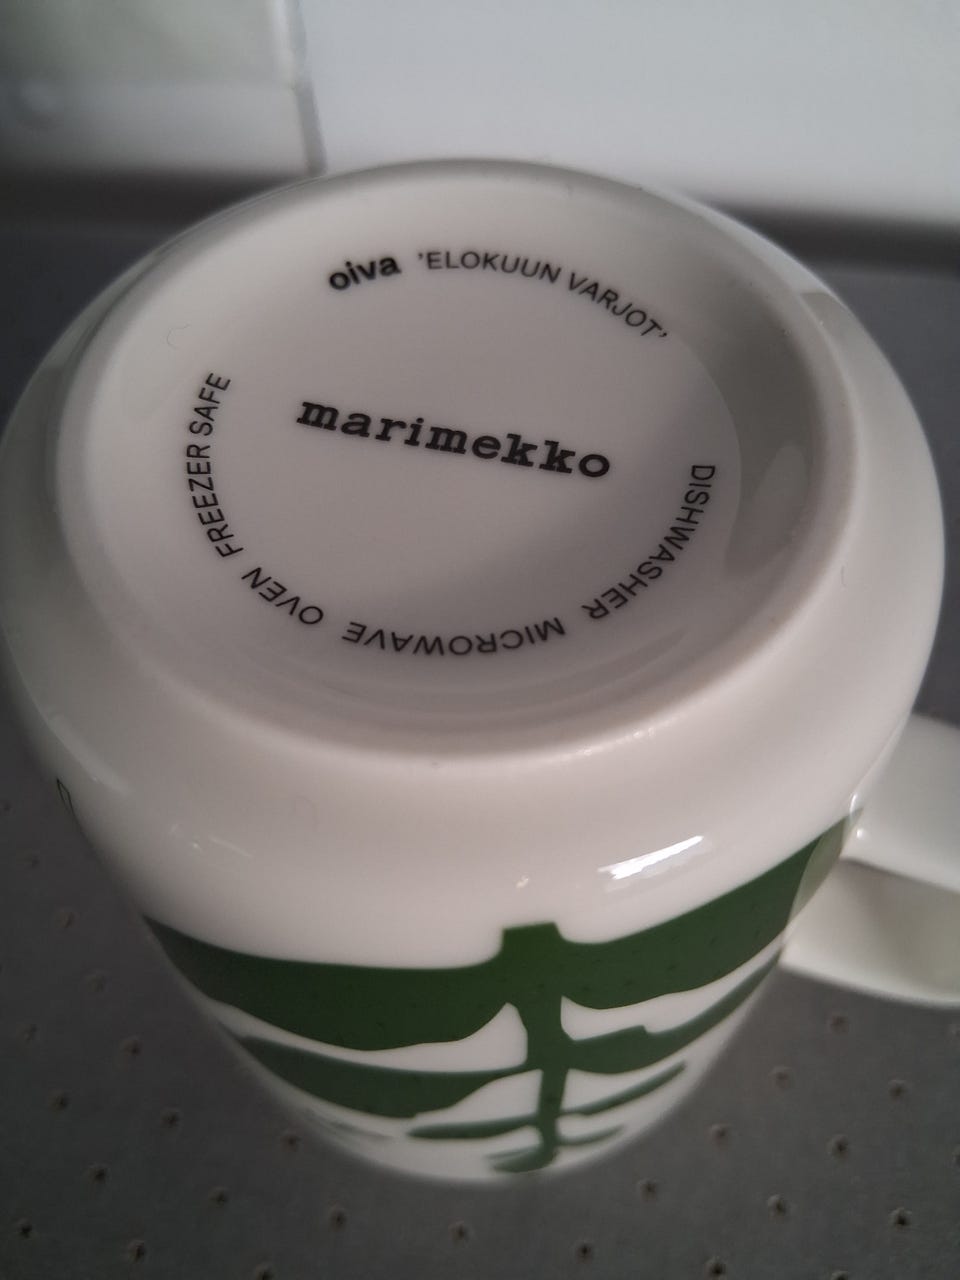 oiva 'ELOKUUN VARJOT'
marimekko
DISHWASHER MICROWAVE OVEN FREEZER SAFE